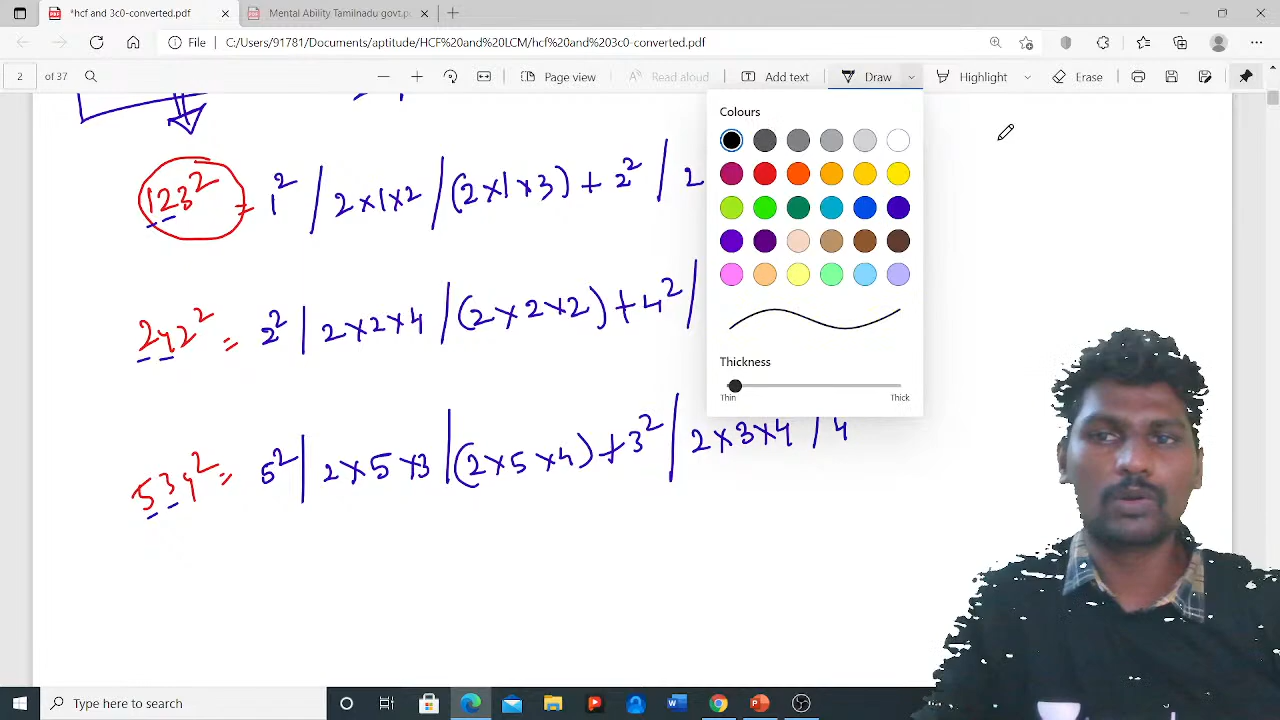 *hcf and 3c0-converted.pdf
Mental Ability Tamilnadu govt.p
File C:/Users/91781/Documents/aptitude/HCF%20and%20LCM/hcf%20and%203c0-converted.pdf
2 of 37 Page view Read aloud Add text Draw Highlight Erase
Colours
123² = 1² / 2×1×2 / (2×1×3) + 2² / 2
242² = 2² / 2×2×4 / (2×2×2) + 4² /
Thickness
Thin Thick
534² = 5² / 2×5×3 / (2×5×4) + 3² / 2×3×4 / 4
Type here to search